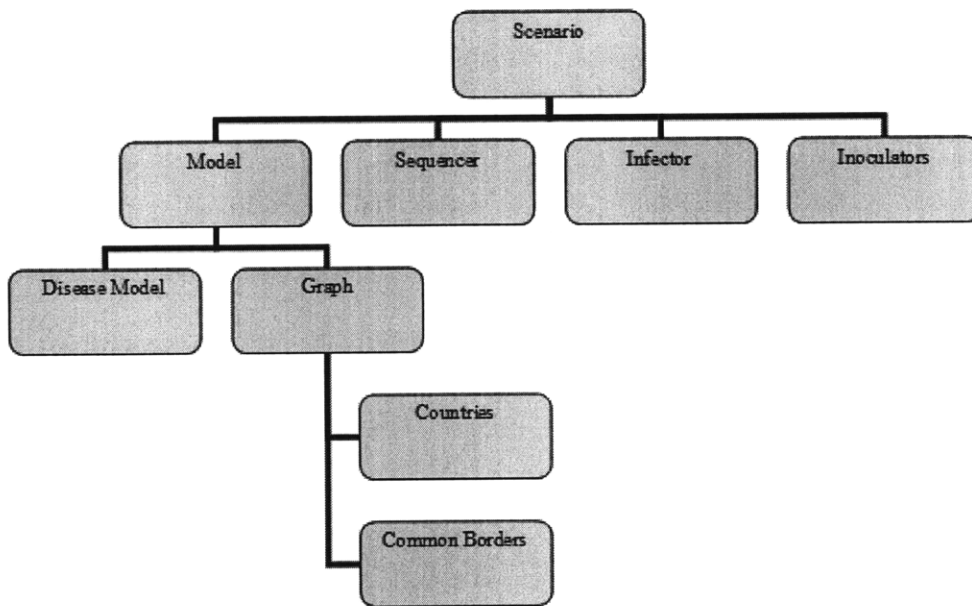 Scenario
Model
Sequencer
Infector
Inoculators
Disease Model
Graph
Countries
Common Borders